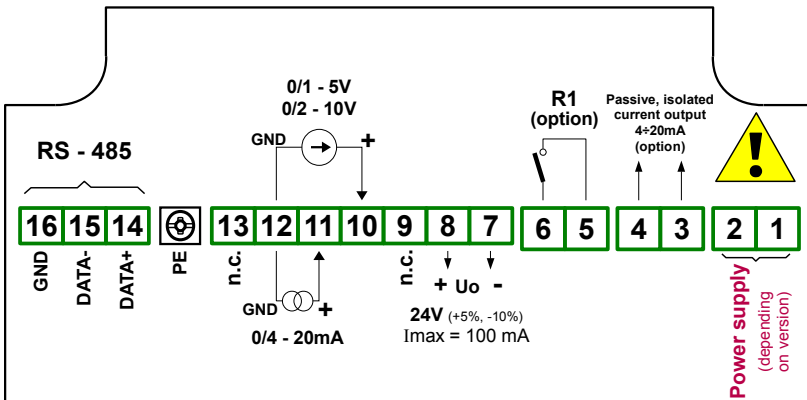 0/1 - 5V
0/2 - 10V
GND
+
R1
(option)
Passive, isolated
current output
4÷20mA
(option)
!
RS - 485
16 15 14
13 12 11 10 9 8 7
6 5
4 3
2 1
GND
DATA-
DATA+
PE
n.c.
n.c.
GND
+
0/4 - 20mA
+ Uo -
24V (+5%, -10%)
Imax = 100 mA
Power supply
(depending
on version)